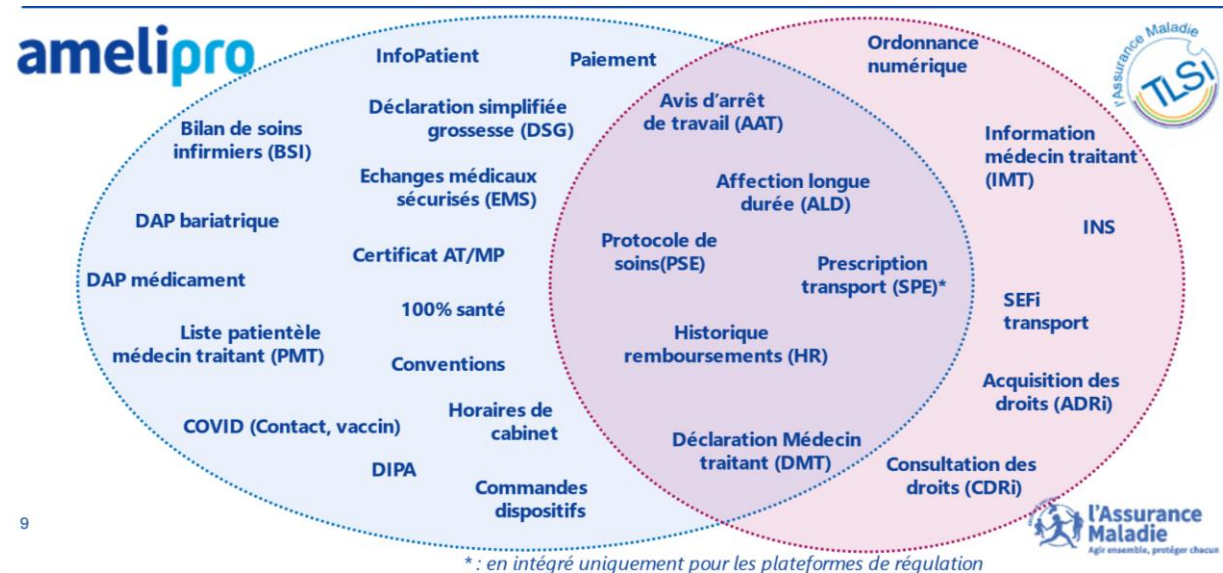 amelipro
InfoPatient
Paiement
Ordonnance
numérique
l'Assurance Maladie
TLSi
Bilan de soins
infirmiers (BSI)
Déclaration simplifiée
grossesse (DSG)
Avis d'arrêt
de travail (AAT)
Information
médecin traitant
(IMT)
Echanges médicaux
sécurisés (EMS)
Affection longue
durée (ALD)
DAP bariatrique
INS
Certificat AT/MP
Protocole de
soins(PSE)
Prescription
transport (SPE)*
DAP médicament
100% santé
SEFi
transport
Liste patientèle
médecin traitant (PMT)
Conventions
Historique
remboursements (HR)
Acquisition des
droits (ADRi)
COVID (Contact, vaccin)
Horaires de
cabinet
Déclaration Médecin
traitant (DMT)
DIPA
Commandes
dispositifs
Consultation des
droits (CDRi)
9
l'Assurance
Maladie
Agir ensemble, protéger chacun
* : en intégré uniquement pour les plateformes de régulation